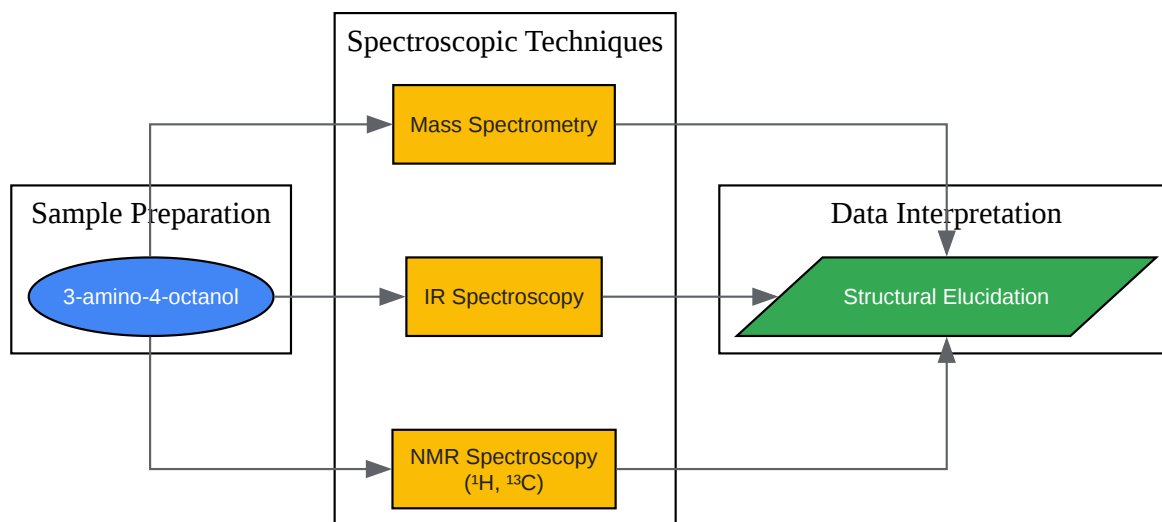 Spectroscopic Techniques
Mass Spectrometry
Sample Preparation
Data Interpretation
3-amino-4-octanol
IR Spectroscopy
Structural Elucidation
NMR Spectroscopy
(¹H, ¹³C)